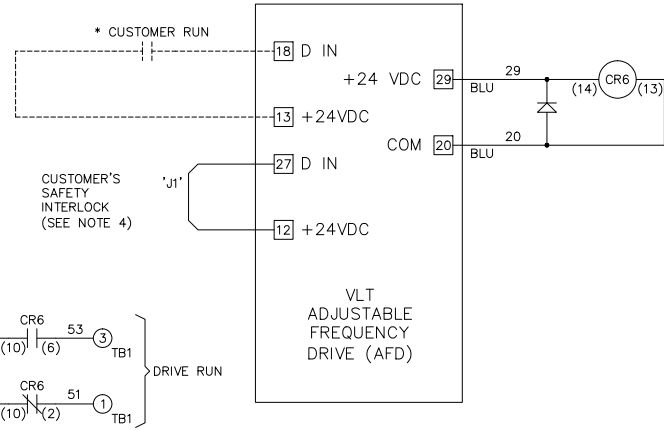 * CUSTOMER RUN
18 D IN
+24 VDC 29
BLU
29
(14) CR6 (13)
13 +24VDC
COM 20
BLU
20
27 D IN
CUSTOMER'S
SAFETY
INTERLOCK
(SEE NOTE 4)
'J1'
12 +24VDC
VLT
ADJUSTABLE
FREQUENCY
DRIVE (AFD)
CR6
(10) (6) 53 3 TB1
DRIVE RUN
CR6
(10) (2) 51 1 TB1